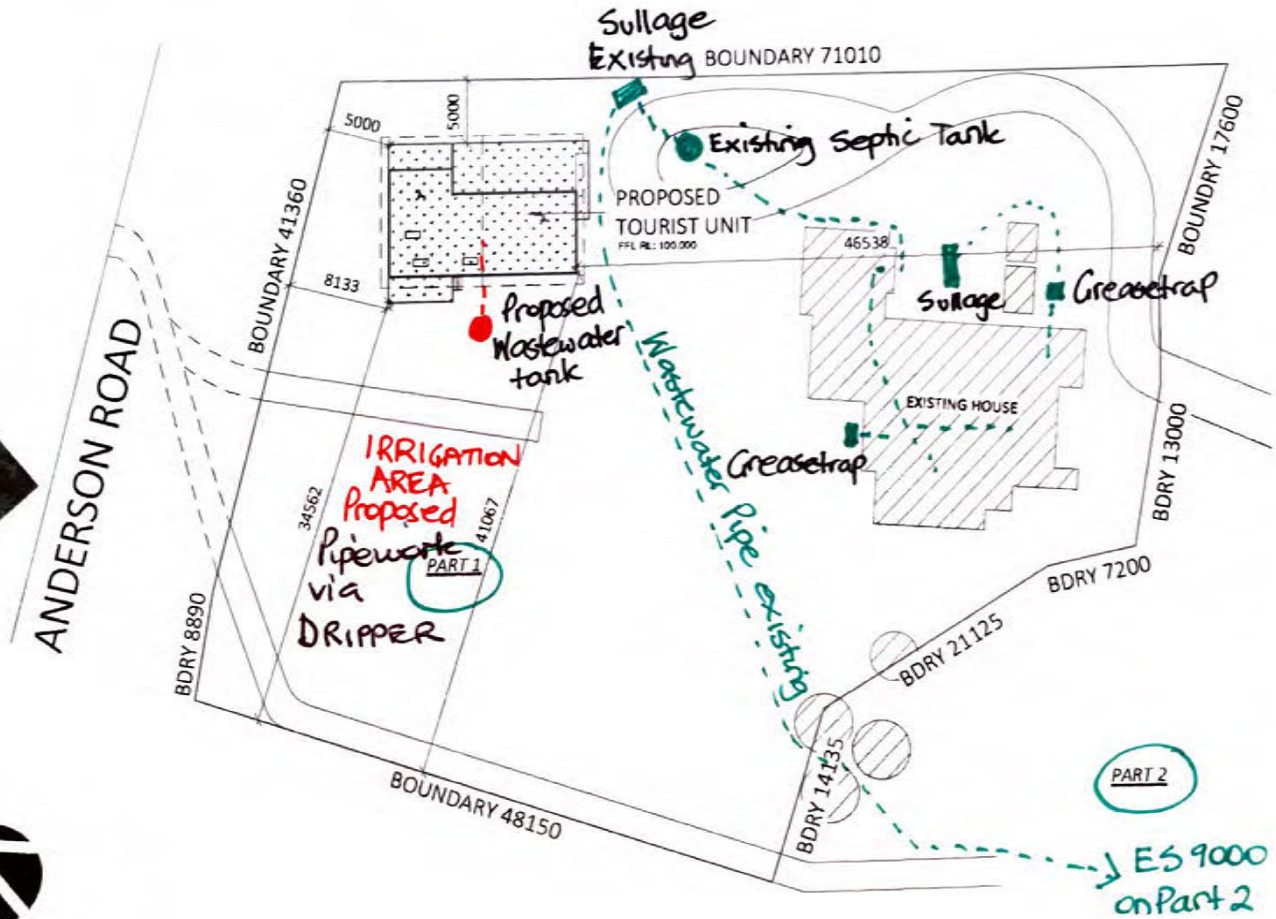 Sullage
Existing BOUNDARY 71010
5000
5000
Existing Septic Tank
BOUNDRY 17600
PROPOSED
TOURIST UNIT
FFL RL: 100.000
46538
BOUNDARY 41360
8133
Sullage
Greasetrap
Proposed
Wastewater
tank
ANDERSON ROAD
Wastewater Pipe existing
EXISTING HOUSE
Greasetrap
BDRY 13000
IRRIGATION
AREA
Proposed
Pipework
via
DRIPPER
34562
41067
PART 1
BDRY 7200
BDRY 8890
BDRY 21125
BDRY 14135
BOUNDARY 48150
PART 2
ES 9000
on Part 2